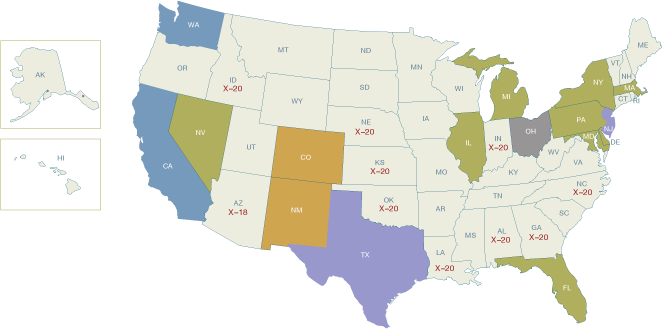 WA
ME
MT
ND
MN
VT
NH
OR
ID
X-20
SD
WI
NY
MA
CT
RI
AK
WY
MI
IA
PA
NJ
NE
X-20
NV
IL
IN
X-20
OH
MD
DE
UT
CO
HI
CA
KS
X-20
MO
WV
VA
KY
AZ
X-18
NM
OK
X-20
TN
NC
X-20
AR
SC
MS
AL
X-20
GA
X-20
TX
LA
X-20
FL